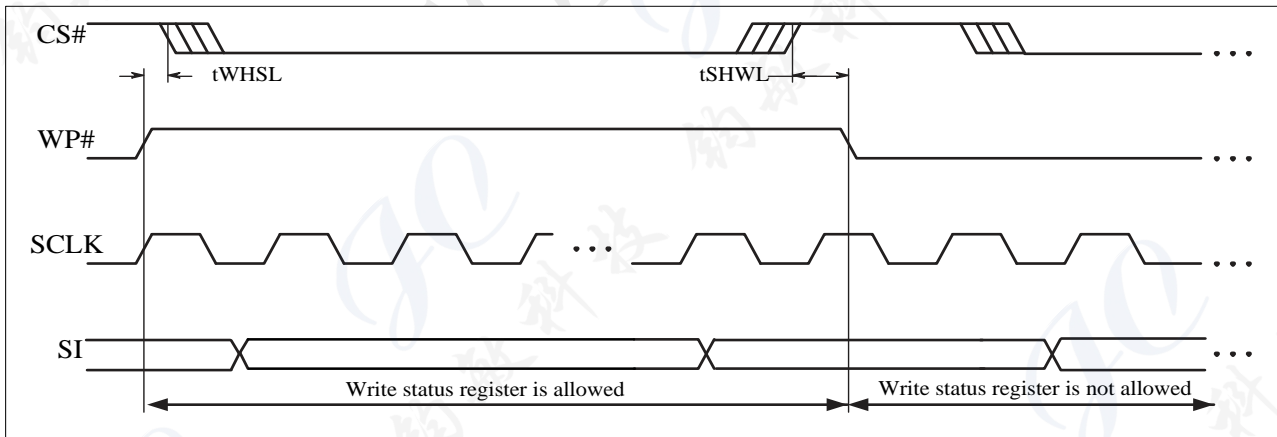 CS#
tWHSL
tSHWL
WP#
SCLK
SI
Write status register is allowed
Write status register is not allowed